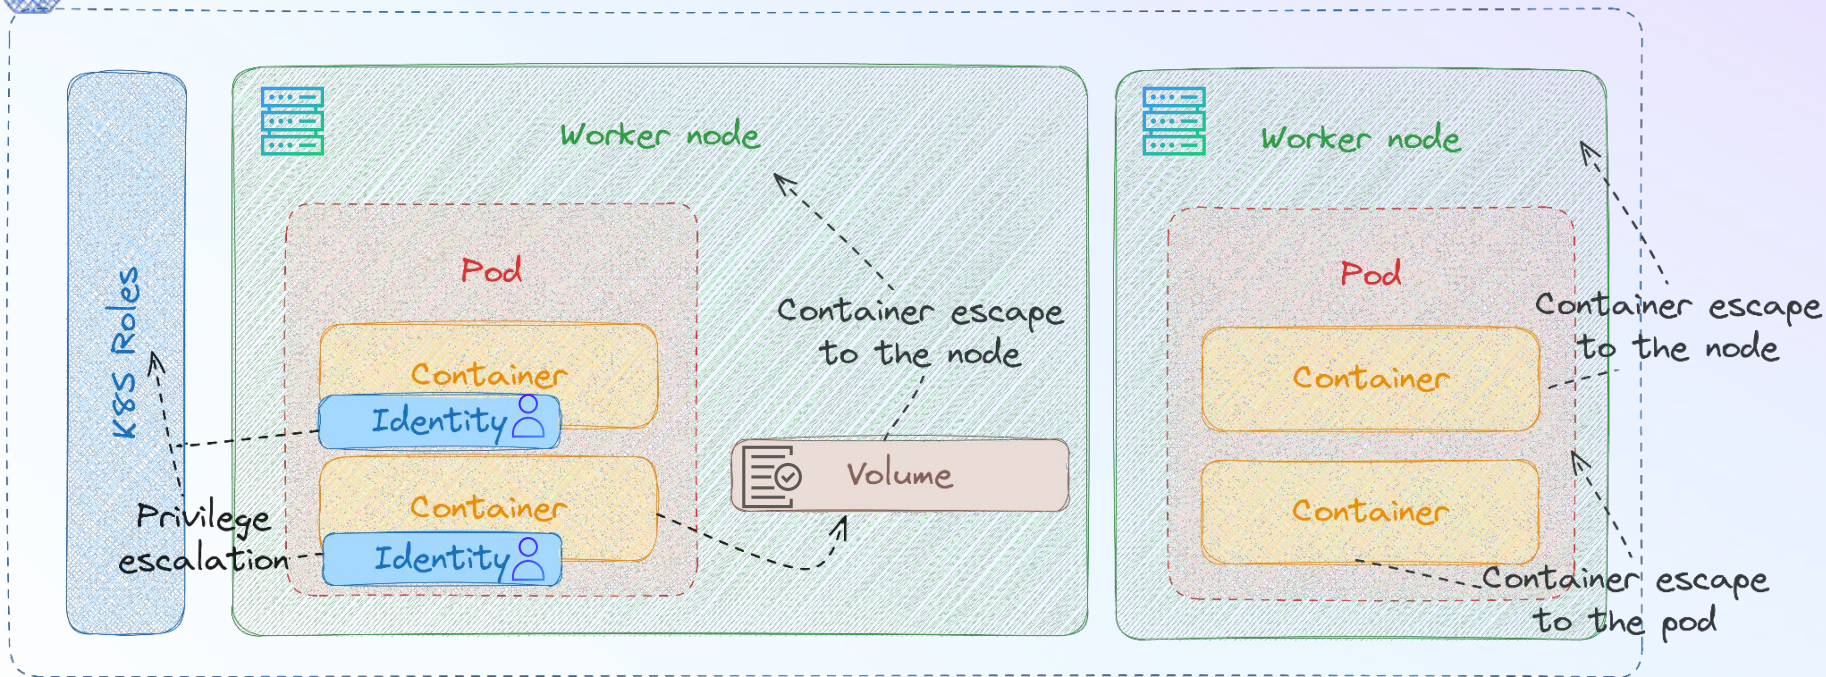 K8S Roles
Worker node
Pod
Container
Identity
Container
Identity
Privilege
escalation
Container escape
to the node
Volume
Worker node
Pod
Container
Container
Container escape
to the node
Container escape
to the pod